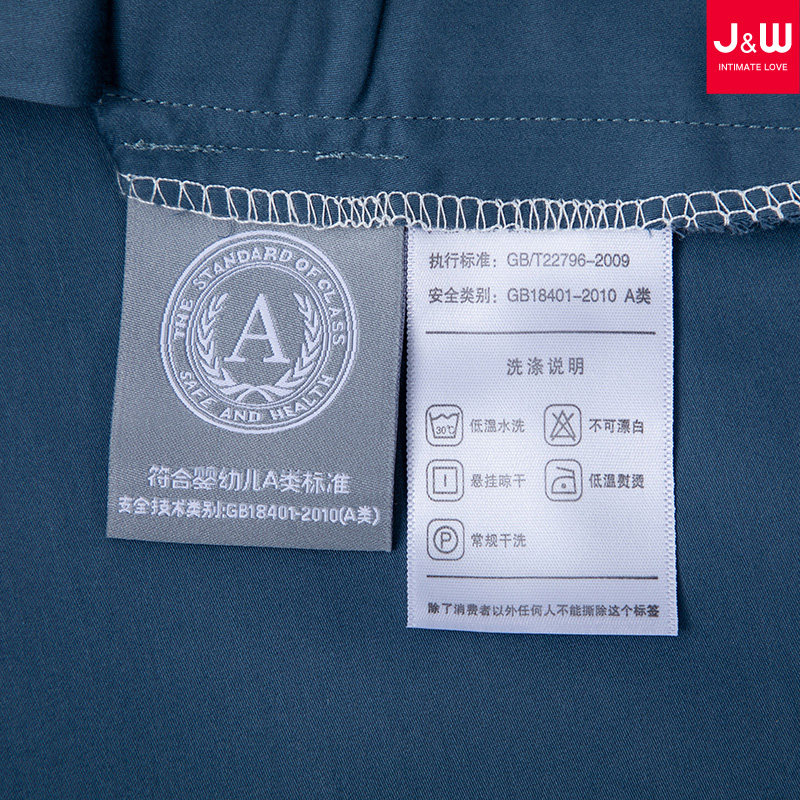 J&W
INTIMATE LOVE
THE STANDARD OF CLASS
A
SAFE AND HEALTH
符合婴幼儿A类标准
安全技术类别:GB18401-2010(A类)
执行标准：GB/T22796-2009
安全类别：GB18401-2010 A类
洗涤说明
30℃ 低温水洗
不可漂白
悬挂晾干
低温熨烫
P 常规干洗
除了消费者以外任何人不能撕除这个标签